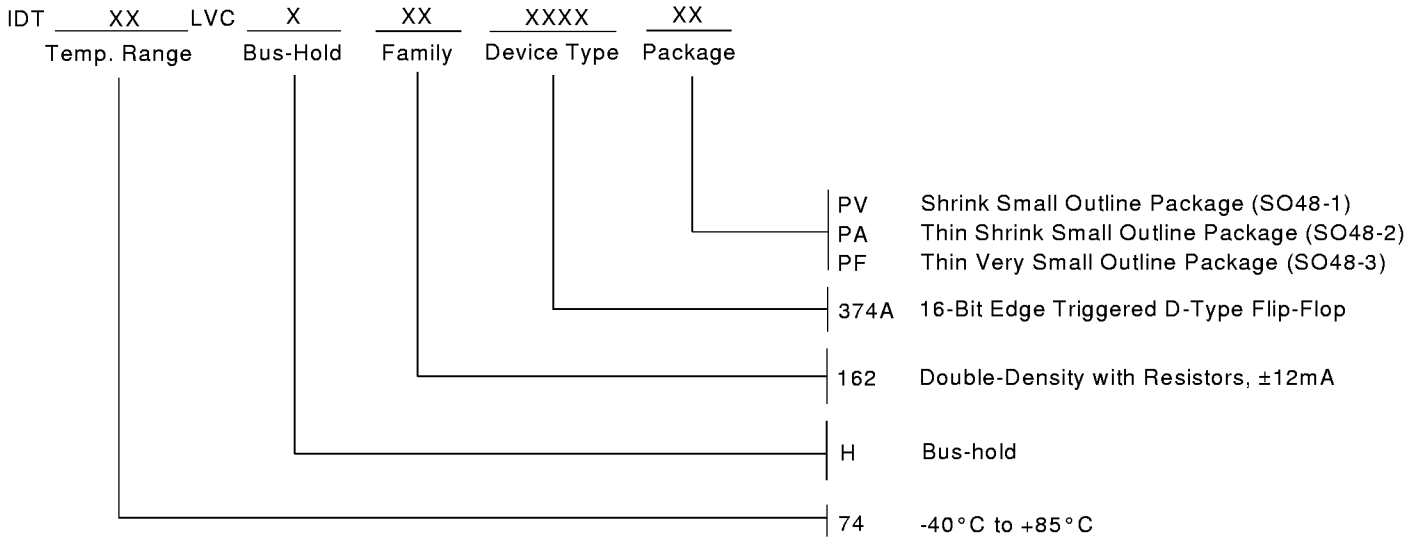 IDT XX LVC X XX XXXX XX
Temp. Range Bus-Hold Family Device Type Package
PV Shrink Small Outline Package (SO48-1)
PA Thin Shrink Small Outline Package (SO48-2)
PF Thin Very Small Outline Package (SO48-3)
374A 16-Bit Edge Triggered D-Type Flip-Flop
162 Double-Density with Resistors, ±12mA
H Bus-hold
74 -40°C to +85°C